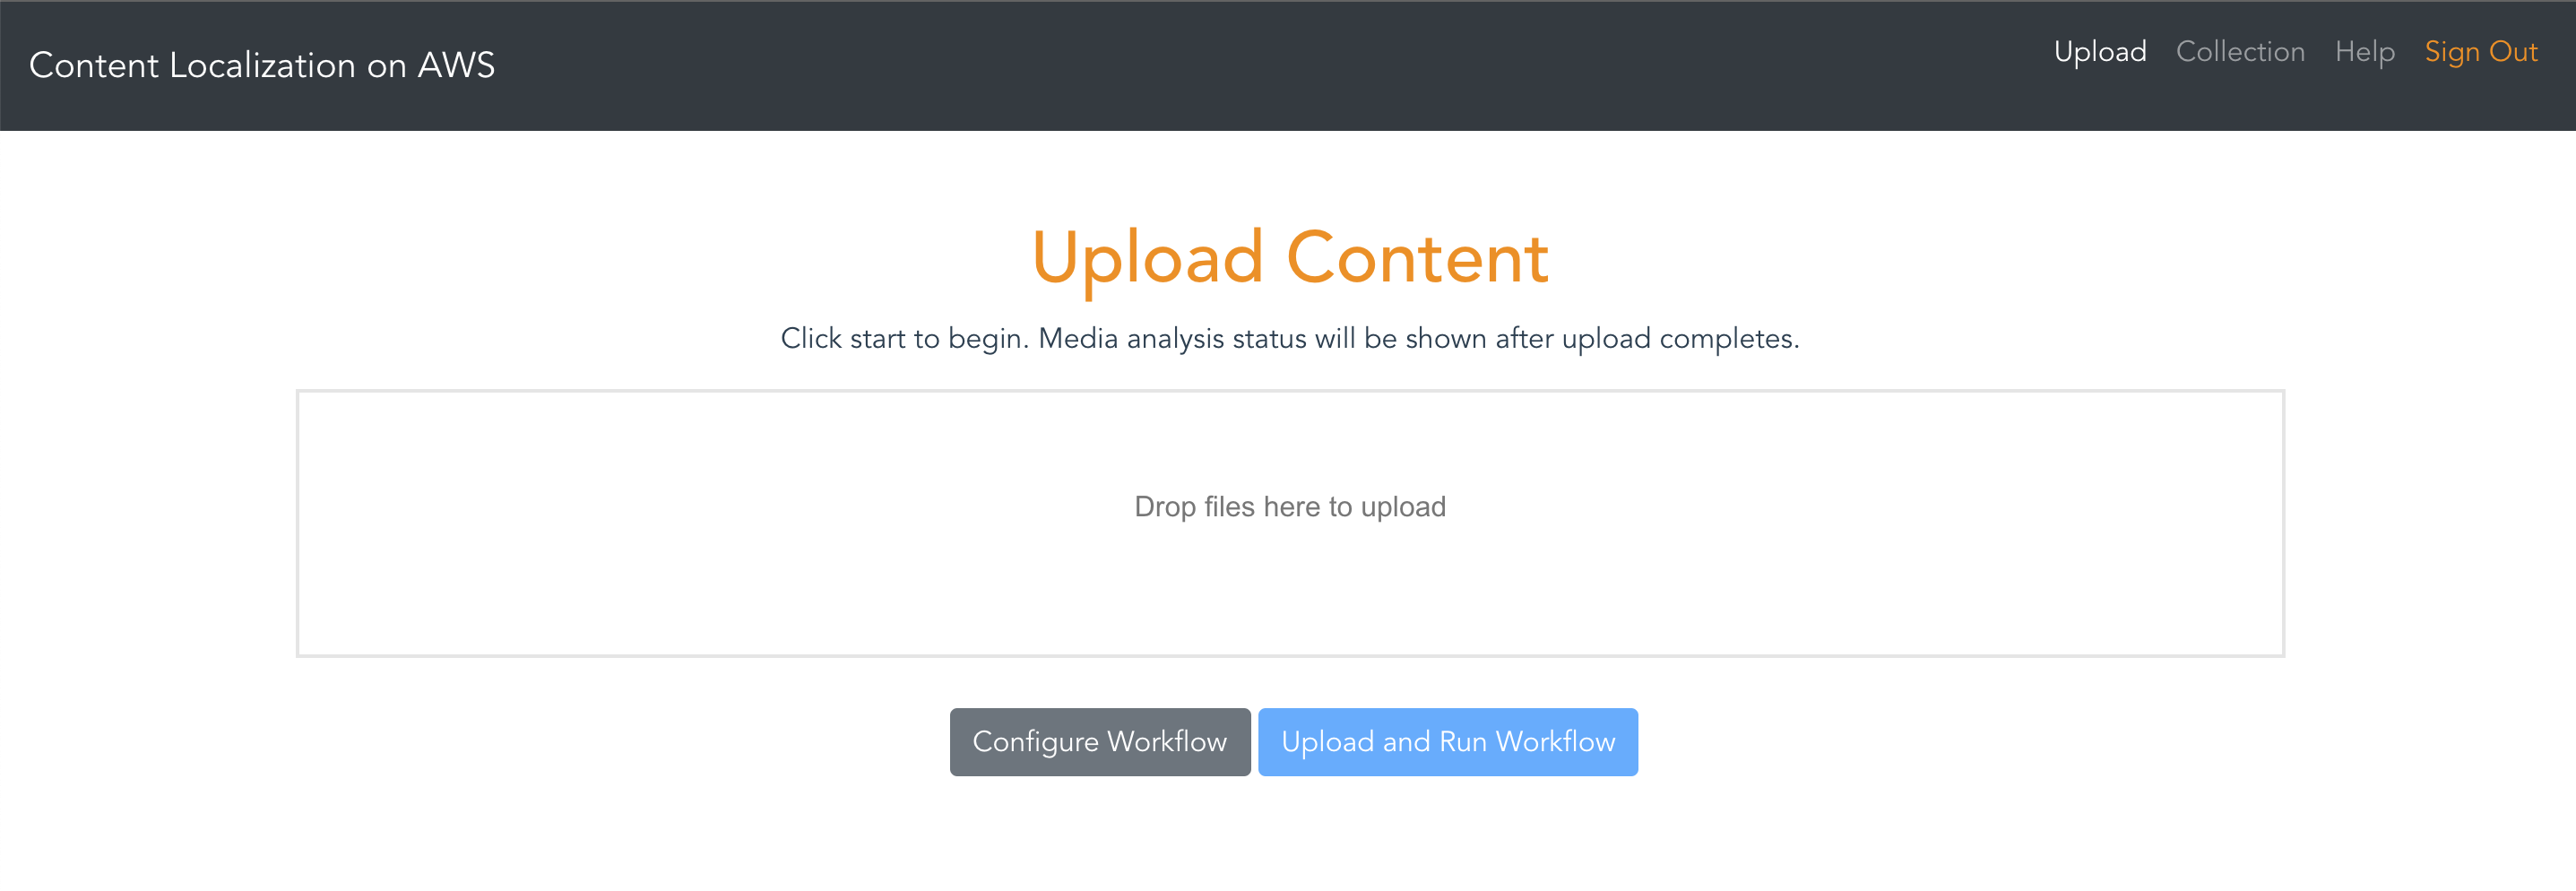 Content Localization on AWS
Upload Collection Help Sign Out
Upload Content
Click start to begin. Media analysis status will be shown after upload completes.
Drop files here to upload
Configure Workflow Upload and Run Workflow